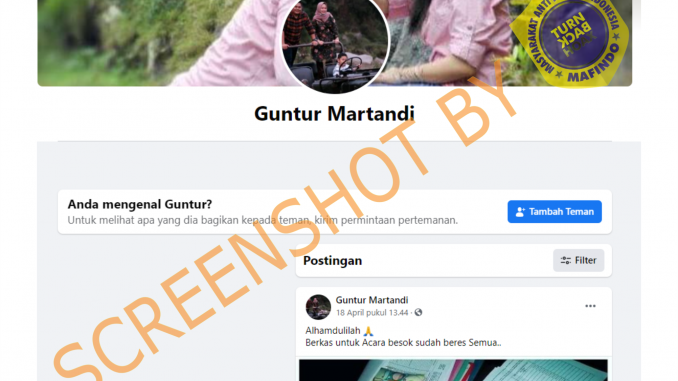 MASYARAKAT ANTI
INDONESIA
TURN
BACK
MAFINDO
Guntur Martandi
SCREENSHOT BY
Anda mengenal Guntur?
Untuk melihat apa yang dia bagikan kepada teman, kirim permintaan pertemanan.
Tambah Teman
Postingan
Filter
Guntur Martandi
18 April pukul 13.44 ·
Alhamdulilah 🙏
Berkas untuk Acara besok sudah beres Semua..